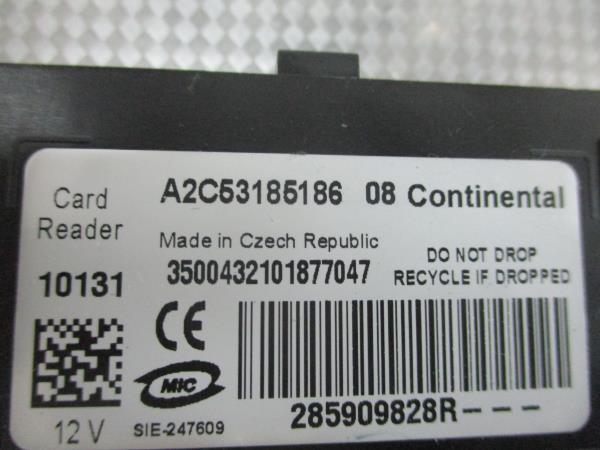 Card
Reader
10131
12 V
A2C53185186 08 Continental
Made in Czech Republic
3500432101877047
DO NOT DROP
RECYCLE IF DROPPED
CE
MIC
SIE-247609
285909828R---